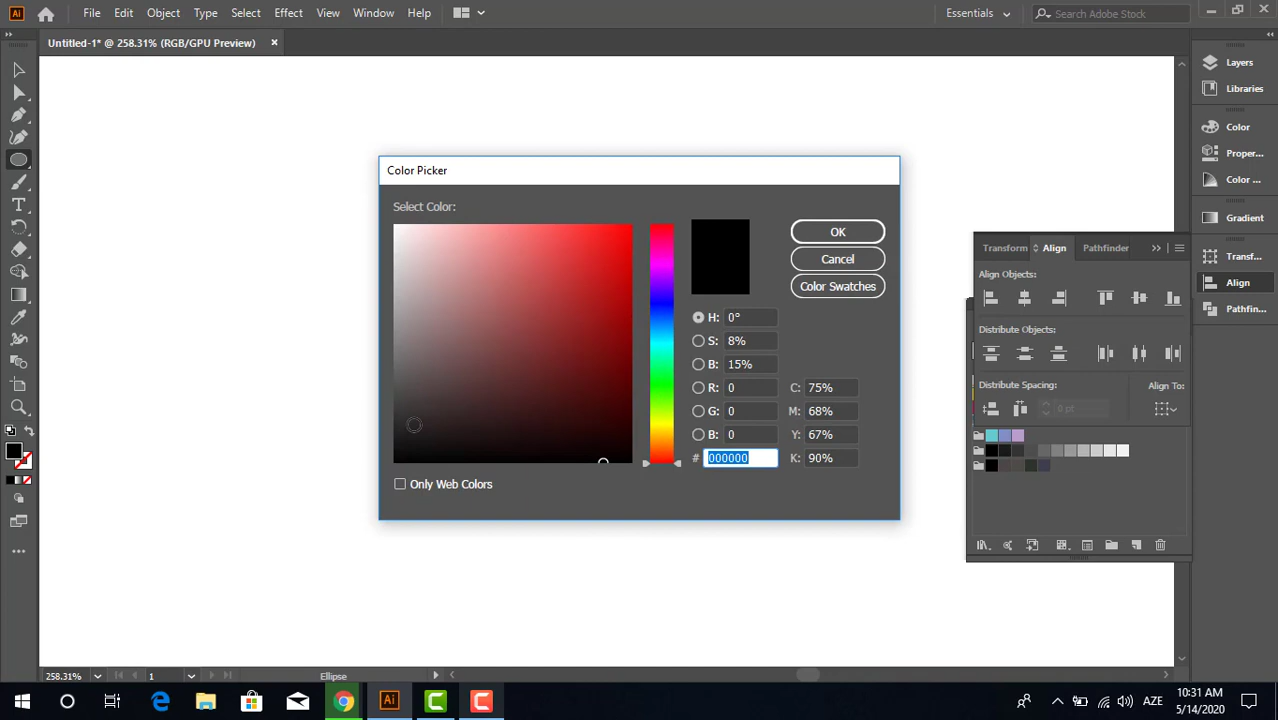 Ai File Edit Object Type Select Effect View Window Help Essentials Search Adobe Stock
Untitled-1* @ 258.31% (RGB/GPU Preview)
Layers
Libraries
Color
Proper...
Color ...
Gradient
Transf...
Align
Pathfin...
Color Picker
Select Color:
OK
Cancel
Color Swatches
H: 0°
S: 8%
B: 15%
R: 0 C: 75%
G: 0 M: 68%
B: 0 Y: 67%
# 000000 K: 90%
Only Web Colors
Transform Align Pathfinder
Align Objects:
Distribute Objects:
Distribute Spacing: Align To:
0 pt
258.31% 1 Ellipse
Ai AZE 10:31 AM
5/14/2020